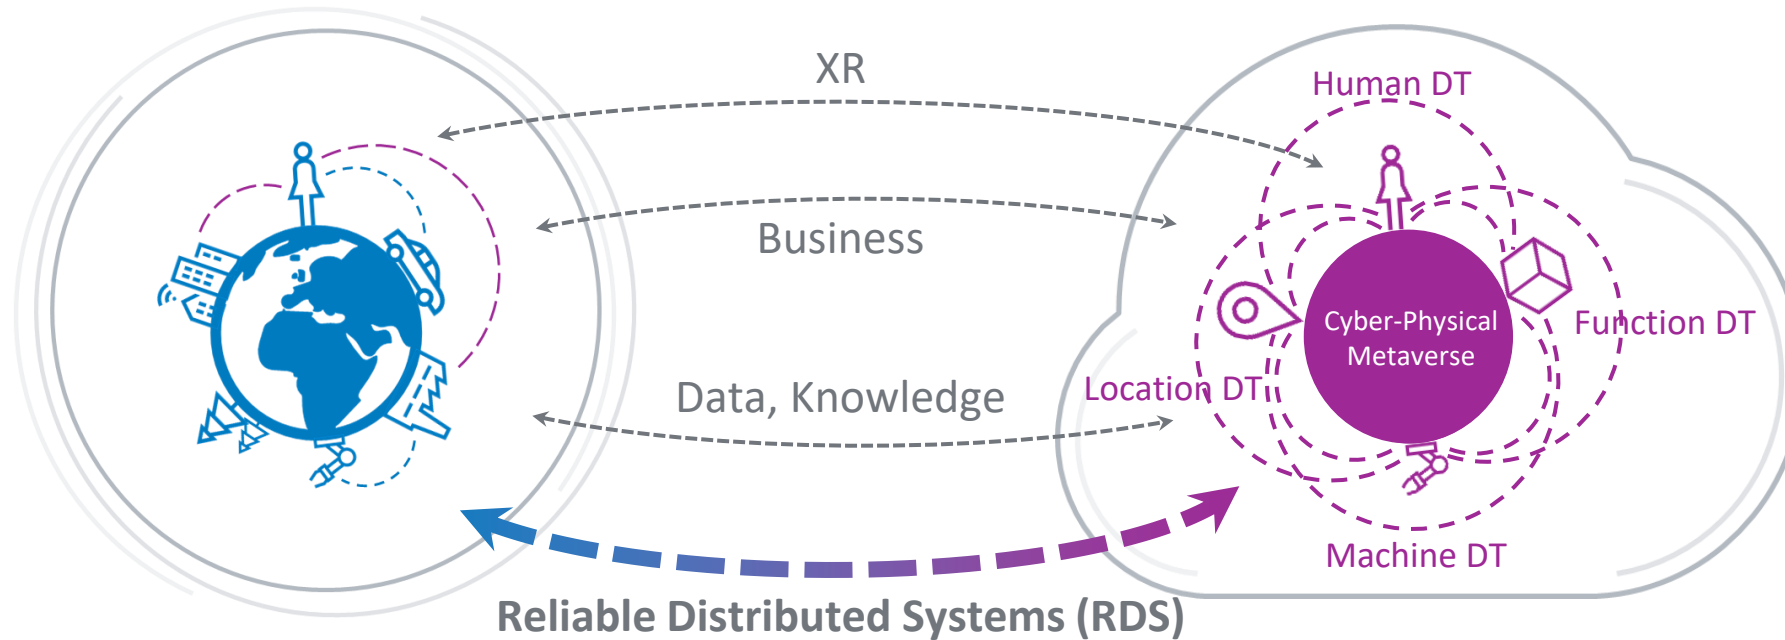 XR
Human DT
Business
Cyber-Physical
Metaverse
Function DT
Location DT
Data, Knowledge
Machine DT
Reliable Distributed Systems (RDS)